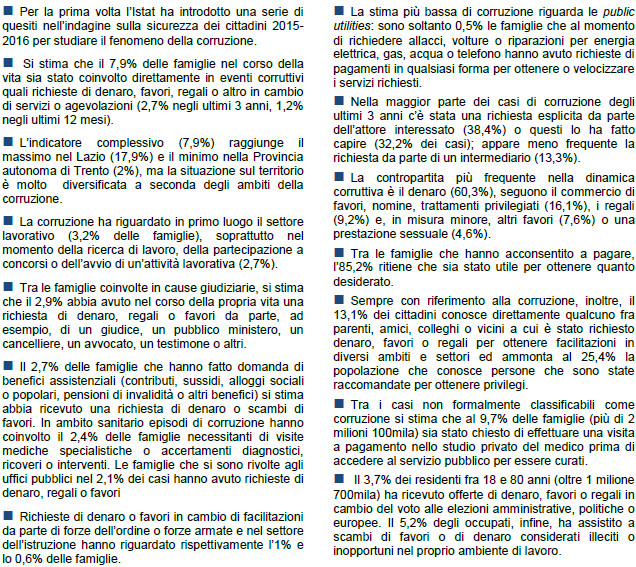 ■ Per la prima volta l'Istat ha introdotto una serie di
quesiti nell'indagine sulla sicurezza dei cittadini 2015-
2016 per studiare il fenomeno della corruzione.
■ Si stima che il 7,9% delle famiglie nel corso della
vita sia stato coinvolto direttamente in eventi corruttivi
quali richieste di denaro, favori, regali o altro in cambio
di servizi o agevolazioni (2,7% negli ultimi 3 anni, 1,2%
negli ultimi 12 mesi).
■ L'indicatore complessivo (7,9%) raggiunge il
massimo nel Lazio (17,9%) e il minimo nella Provincia
autonoma di Trento (2%), ma la situazione sul territorio
è molto diversificata a seconda degli ambiti della
corruzione.
■ La corruzione ha riguardato in primo luogo il settore
lavorativo (3,2% delle famiglie), soprattutto nel
momento della ricerca di lavoro, della partecipazione a
concorsi o dell'avvio di un'attività lavorativa (2,7%).
■ Tra le famiglie coinvolte in cause giudiziarie, si stima
che il 2,9% abbia avuto nel corso della propria vita una
richiesta di denaro, regali o favori da parte, ad
esempio, di un giudice, un pubblico ministero, un
cancelliere, un avvocato, un testimone o altri.
■ Il 2,7% delle famiglie che hanno fatto domanda di
benefici assistenziali (contributi, sussidi, alloggi sociali
o popolari, pensioni di invalidità o altri benefici) si stima
abbia ricevuto una richiesta di denaro o scambi di
favori. In ambito sanitario episodi di corruzione hanno
coinvolto il 2,4% delle famiglie necessitanti di visite
mediche specialistiche o accertamenti diagnostici,
ricoveri o interventi. Le famiglie che si sono rivolte agli
uffici pubblici nel 2,1% dei casi hanno avuto richieste di
denaro, regali o favori
■ Richieste di denaro o favori in cambio di facilitazioni
da parte di forze dell'ordine o forze armate e nel settore
dell'istruzione hanno riguardato rispettivamente l'1% e
lo 0,6% delle famiglie.
■ La stima più bassa di corruzione riguarda le public
utilities: sono soltanto 0,5% le famiglie che al momento
di richiedere allacci, volture o riparazioni per energia
elettrica, gas, acqua o telefono hanno avuto richieste di
pagamenti in qualsiasi forma per ottenere o velocizzare
i servizi richiesti.
■ Nella maggior parte dei casi di corruzione degli
ultimi 3 anni c'è stata una richiesta esplicita da parte
dell'attore interessato (38,4%) o questi lo ha fatto
capire (32,2% dei casi); appare meno frequente la
richiesta da parte di un intermediario (13,3%).
■ La contropartita più frequente nella dinamica
corruttiva è il denaro (60,3%), seguono il commercio di
favori, nomine, trattamenti privilegiati (16,1%), i regali
(9,2%) e, in misura minore, altri favori (7,6%) o una
prestazione sessuale (4,6%).
■ Tra le famiglie che hanno acconsentito a pagare,
l'85,2% ritiene che sia stato utile per ottenere quanto
desiderato.
■ Sempre con riferimento alla corruzione, inoltre, il
13,1% dei cittadini conosce direttamente qualcuno fra
parenti, amici, colleghi o vicini a cui è stato richiesto
denaro, favori o regali per ottenere facilitazioni in
diversi ambiti e settori ed ammonta al 25,4% la
popolazione che conosce persone che sono state
raccomandate per ottenere privilegi.
■ Tra i casi non formalmente classificabili come
corruzione si stima che al 9,7% delle famiglie (più di 2
milioni 100mila) sia stato chiesto di effettuare una visita
a pagamento nello studio privato del medico prima di
accedere al servizio pubblico per essere curati.
■ Il 3,7% dei residenti fra 18 e 80 anni (oltre 1 milione
700mila) ha ricevuto offerte di denaro, favori o regali in
cambio del voto alle elezioni amministrative, politiche o
europee. Il 5,2% degli occupati, infine, ha assistito a
scambi di favori o di denaro considerati illeciti o
inopportuni nel proprio ambiente di lavoro.